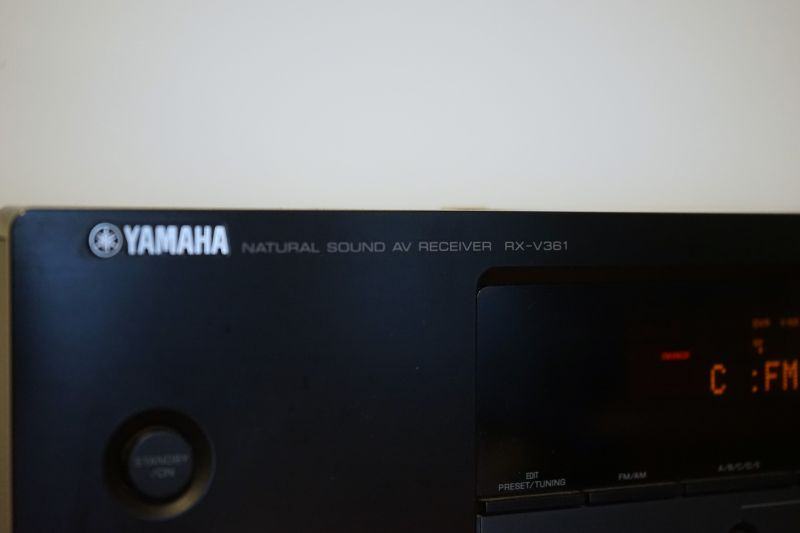 YAMAHA NATURAL SOUND AV RECEIVER RX-V361
C :FM
STANDBY
/ON
EDIT
PRESET/TUNING
FM/AM
A/B/C/D/E